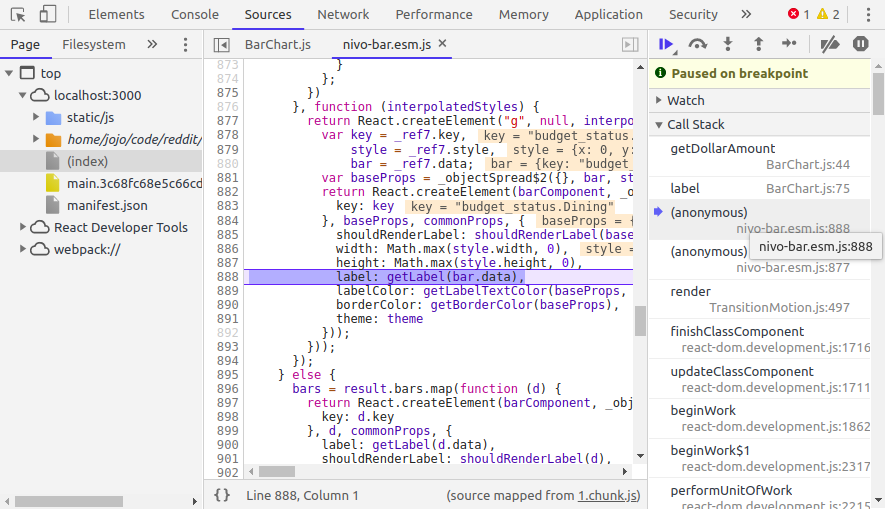 Elements Console Sources Network Performance Memory Application Security » 1 2
Page Filesystem »
top
localhost:3000
static/js
home/jojo/code/reddit/
(index)
main.3c68fc68e5c66cd
manifest.json
React Developer Tools
webpack://
BarChart.js nivo-bar.esm.js ×
873 }
874 };
875 })
876 }, function (interpolatedStyles) {
877 return React.createElement("g", null, interpo
878 var key = _ref7.key, key = "budget_status.
879 style = _ref7.style, style = {x: 0, y:
880 bar = _ref7.data; bar = {key: "budget_
881 var baseProps = _objectSpread$2({}, bar, st
882 return React.createElement(barComponent, _o
883 key: key key = "budget_status.Dining"
884 }, baseProps, commonProps, { baseProps = {
885 shouldRenderLabel: shouldRenderLabel(base
886 width: Math.max(style.width, 0), style =
887 height: Math.max(style.height, 0),
888 label: getLabel(bar.data),
889 labelColor: getLabelTextColor(baseProps,
890 borderColor: getBorderColor(baseProps),
891 theme: theme
892 }));
893 }));
894 });
895 } else {
896 bars = result.bars.map(function (d) {
897 return React.createElement(barComponent, _obj
898 key: d.key
899 }, d, commonProps, {
900 label: getLabel(d.data),
901 shouldRenderLabel: shouldRenderLabel(d),
902
{} Line 888, Column 1 (source mapped from 1.chunk.js)
Paused on breakpoint
Watch
Call Stack
getDollarAmount
BarChart.js:44
label BarChart.js:75
(anonymous)
nivo-bar.esm.js:888
nivo-bar.esm.js:888
(anonymous)
nivo-bar.esm.js:877
render
TransitionMotion.js:497
finishClassComponent
react-dom.development.js:1716
updateClassComponent
react-dom.development.js:1711
beginWork
react-dom.development.js:1862
beginWork$1
react-dom.development.js:2317
performUnitOfWork
react-dom.development.js:2215